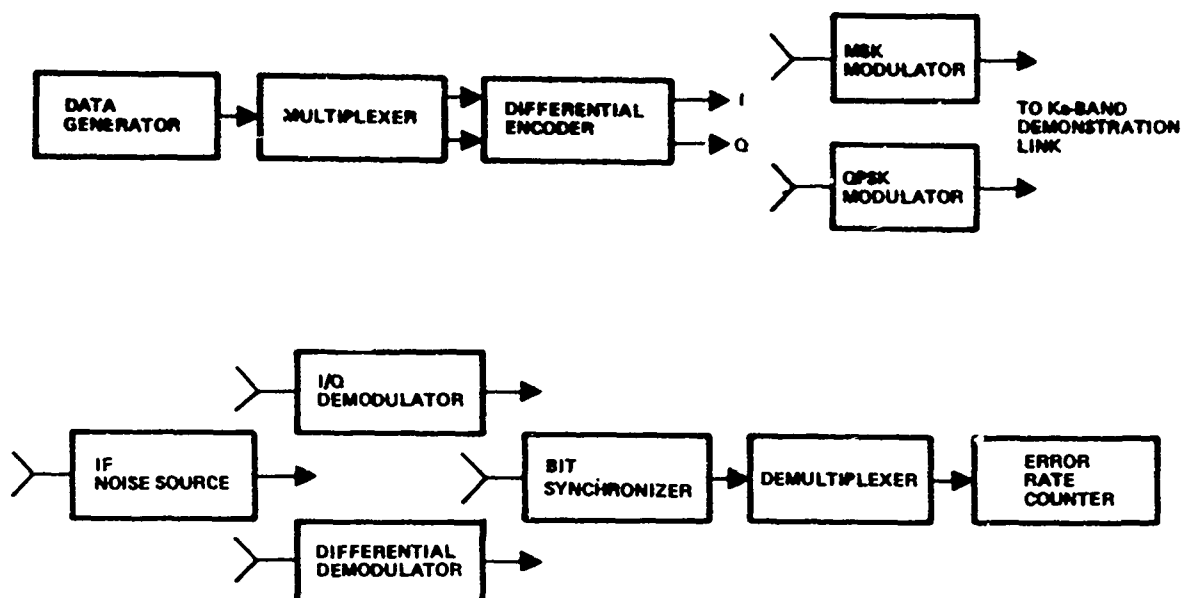 DATA
GENERATOR
MULTIPLEXER
DIFFERENTIAL
ENCODER
I
Q
MSK
MODULATOR
QPSK
MODULATOR
TO Ka-BAND
DEMONSTRATION
LINK
IF
NOISE SOURCE
I/Q
DEMODULATOR
DIFFERENTIAL
DEMODULATOR
BIT
SYNCHRONIZER
DEMULTIPLEXER
ERROR
RATE
COUNTER